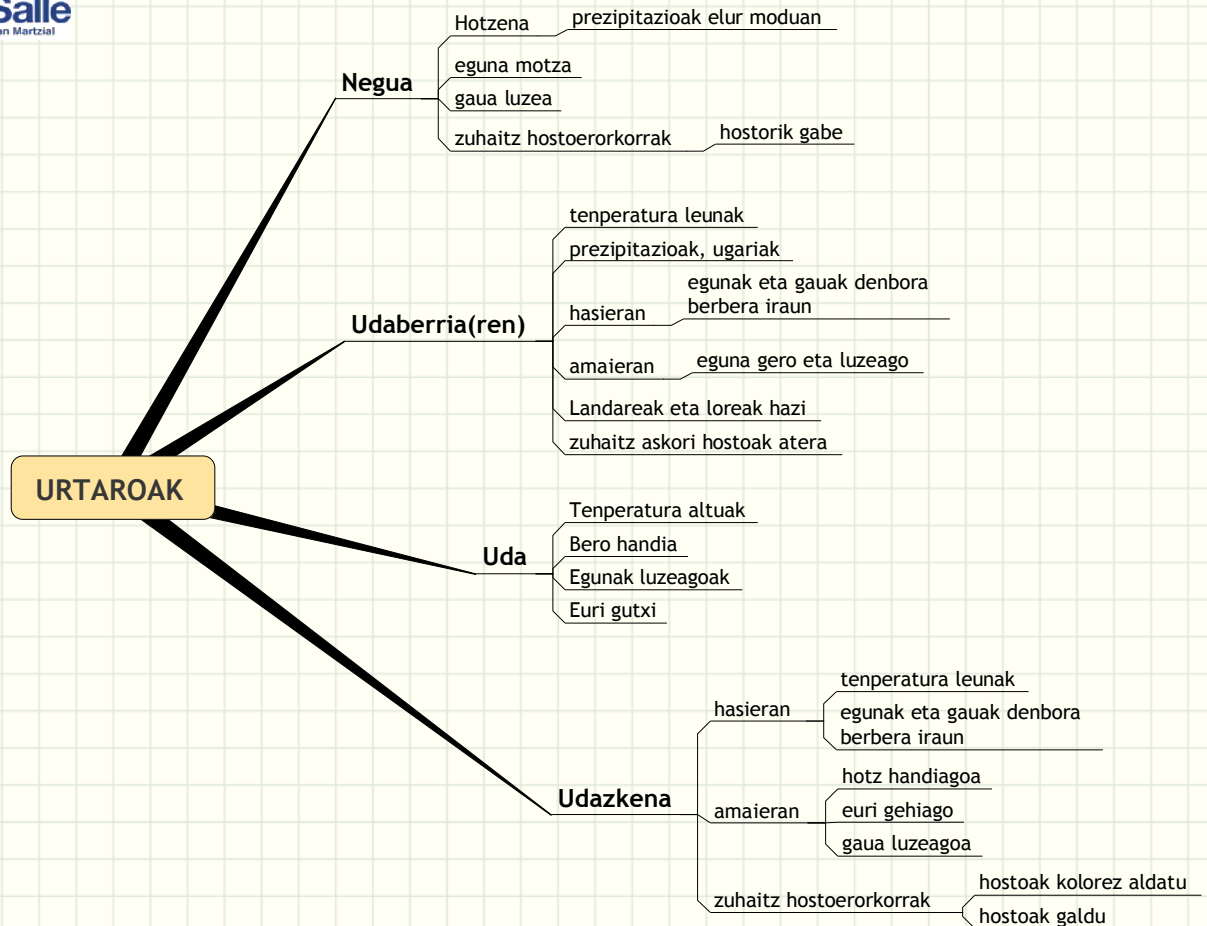 Salle
an Martzial
Hotzena
prezipitazioak elur moduan
Negua
eguna motza
gaua luzea
zuhaitz hostoerorkorrak
hostorik gabe
tenperatura leunak
prezipitazioak, ugariak
Udaberria(ren)
hasieran
egunak eta gauak denbora
berbera iraun
amaieran
eguna gero eta luzeago
Landareak eta loreak hazi
zuhaitz askori hostoak atera
URTAROAK
Uda
Tenperatura altuak
Bero handia
Egunak luzeagoak
Euri gutxi
Udazkena
hasieran
tenperatura leunak
egunak eta gauak denbora
berbera iraun
amaieran
hotz handiagoa
euri gehiago
gaua luzeagoa
zuhaitz hostoerorkorrak
hostoak kolorez aldatu
hostoak galdu